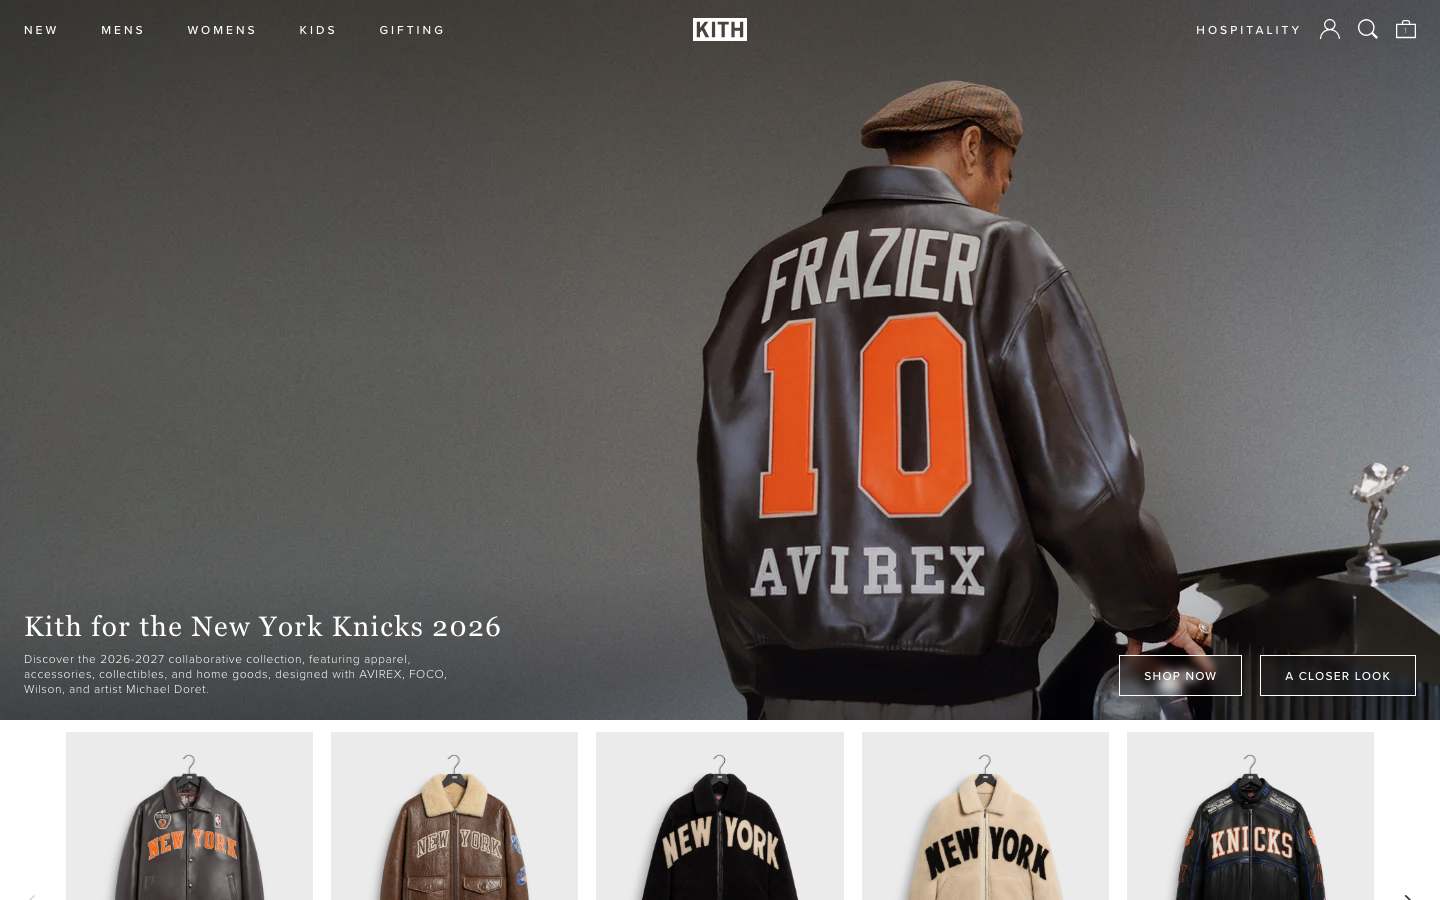 NEW MENS WOMENS KIDS GIFTING
KITH
HOSPITALITY
FRAZIER
10
AVIREX
Kith for the New York Knicks 2026
Discover the 2026-2027 collaborative collection, featuring apparel,
accessories, collectibles, and home goods, designed with AVIREX, FOCO,
Wilson, and artist Michael Doret.
SHOP NOW
A CLOSER LOOK
NEW YORK
NEW YORK
NEW YORK
NEW YORK
KNICKS